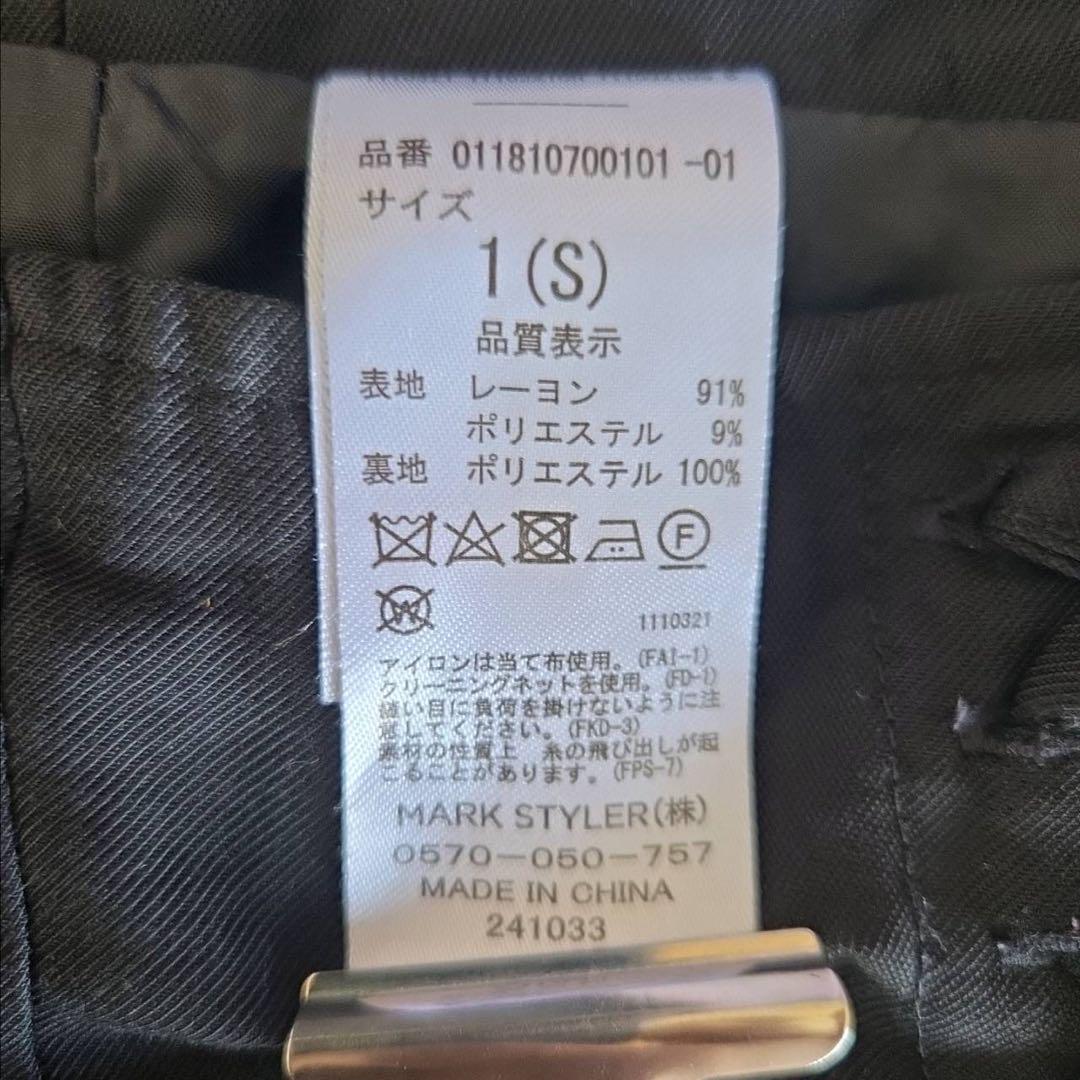 品番 011810700101-01
サイズ
1(S)
品質表示
表地 レーヨン 91%
ポリエステル 9%
裏地 ポリエステル 100%
F
W
1110321
アイロンは当て布使用。(FAI-1)
クリーニングネットを使用。(FD-1)
縫い目に負荷を掛けないように注
意してください。(FKD-3)
素材の性質上 糸の飛び出しが起
こることがあります。(FPS-7)
MARK STYLER(株)
0570-050-757
MADE IN CHINA
241033